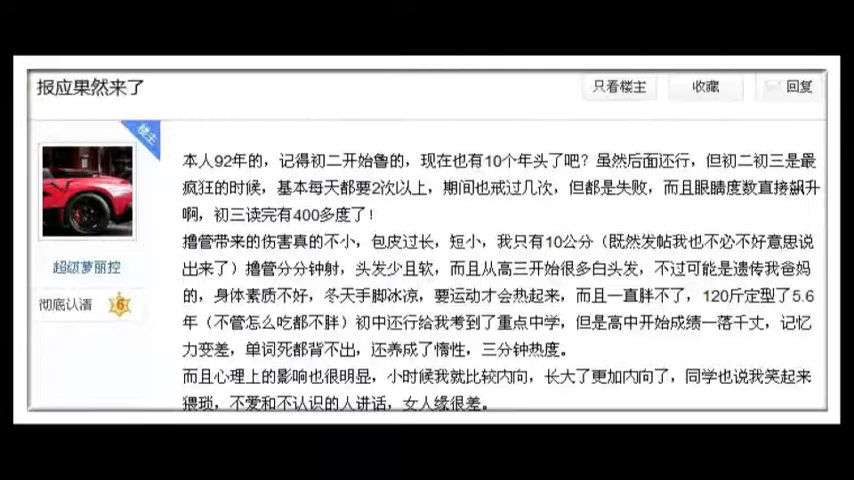 报应果然来了
只看楼主
收藏
回复
楼主
超级萝丽控
彻底认清 6
本人92年的，记得初二开始鲁的，现在也有10个年头了吧？虽然后面还行，但初二初三是最
疯狂的时候，基本每天都要2次以上，期间也戒过几次，但都是失败，而且眼睛度数直接飙升
啊，初三读完有400多度了！
撸管带来的伤害真的不小，包皮过长，短小，我只有10公分（既然发帖我也不必不好意思说
出来了）撸管分分钟射，头发少且软，而且从高三开始很多白头发，不过可能是遗传我爸妈
的，身体素质不好，冬天手脚冰凉，要运动才会热起来，而且一直胖不了，120斤定型了5.6
年（不管怎么吃都不胖）初中还行给我考到了重点中学，但是高中开始成绩一落千丈，记忆
力变差，单词死都背不出，还养成了惰性，三分钟热度。
而且心理上的影响也很明显，小时候我就比较内向，长大了更加内向了，同学也说我笑起来
猥琐，不爱和不认识的人讲话，女人缘很差。